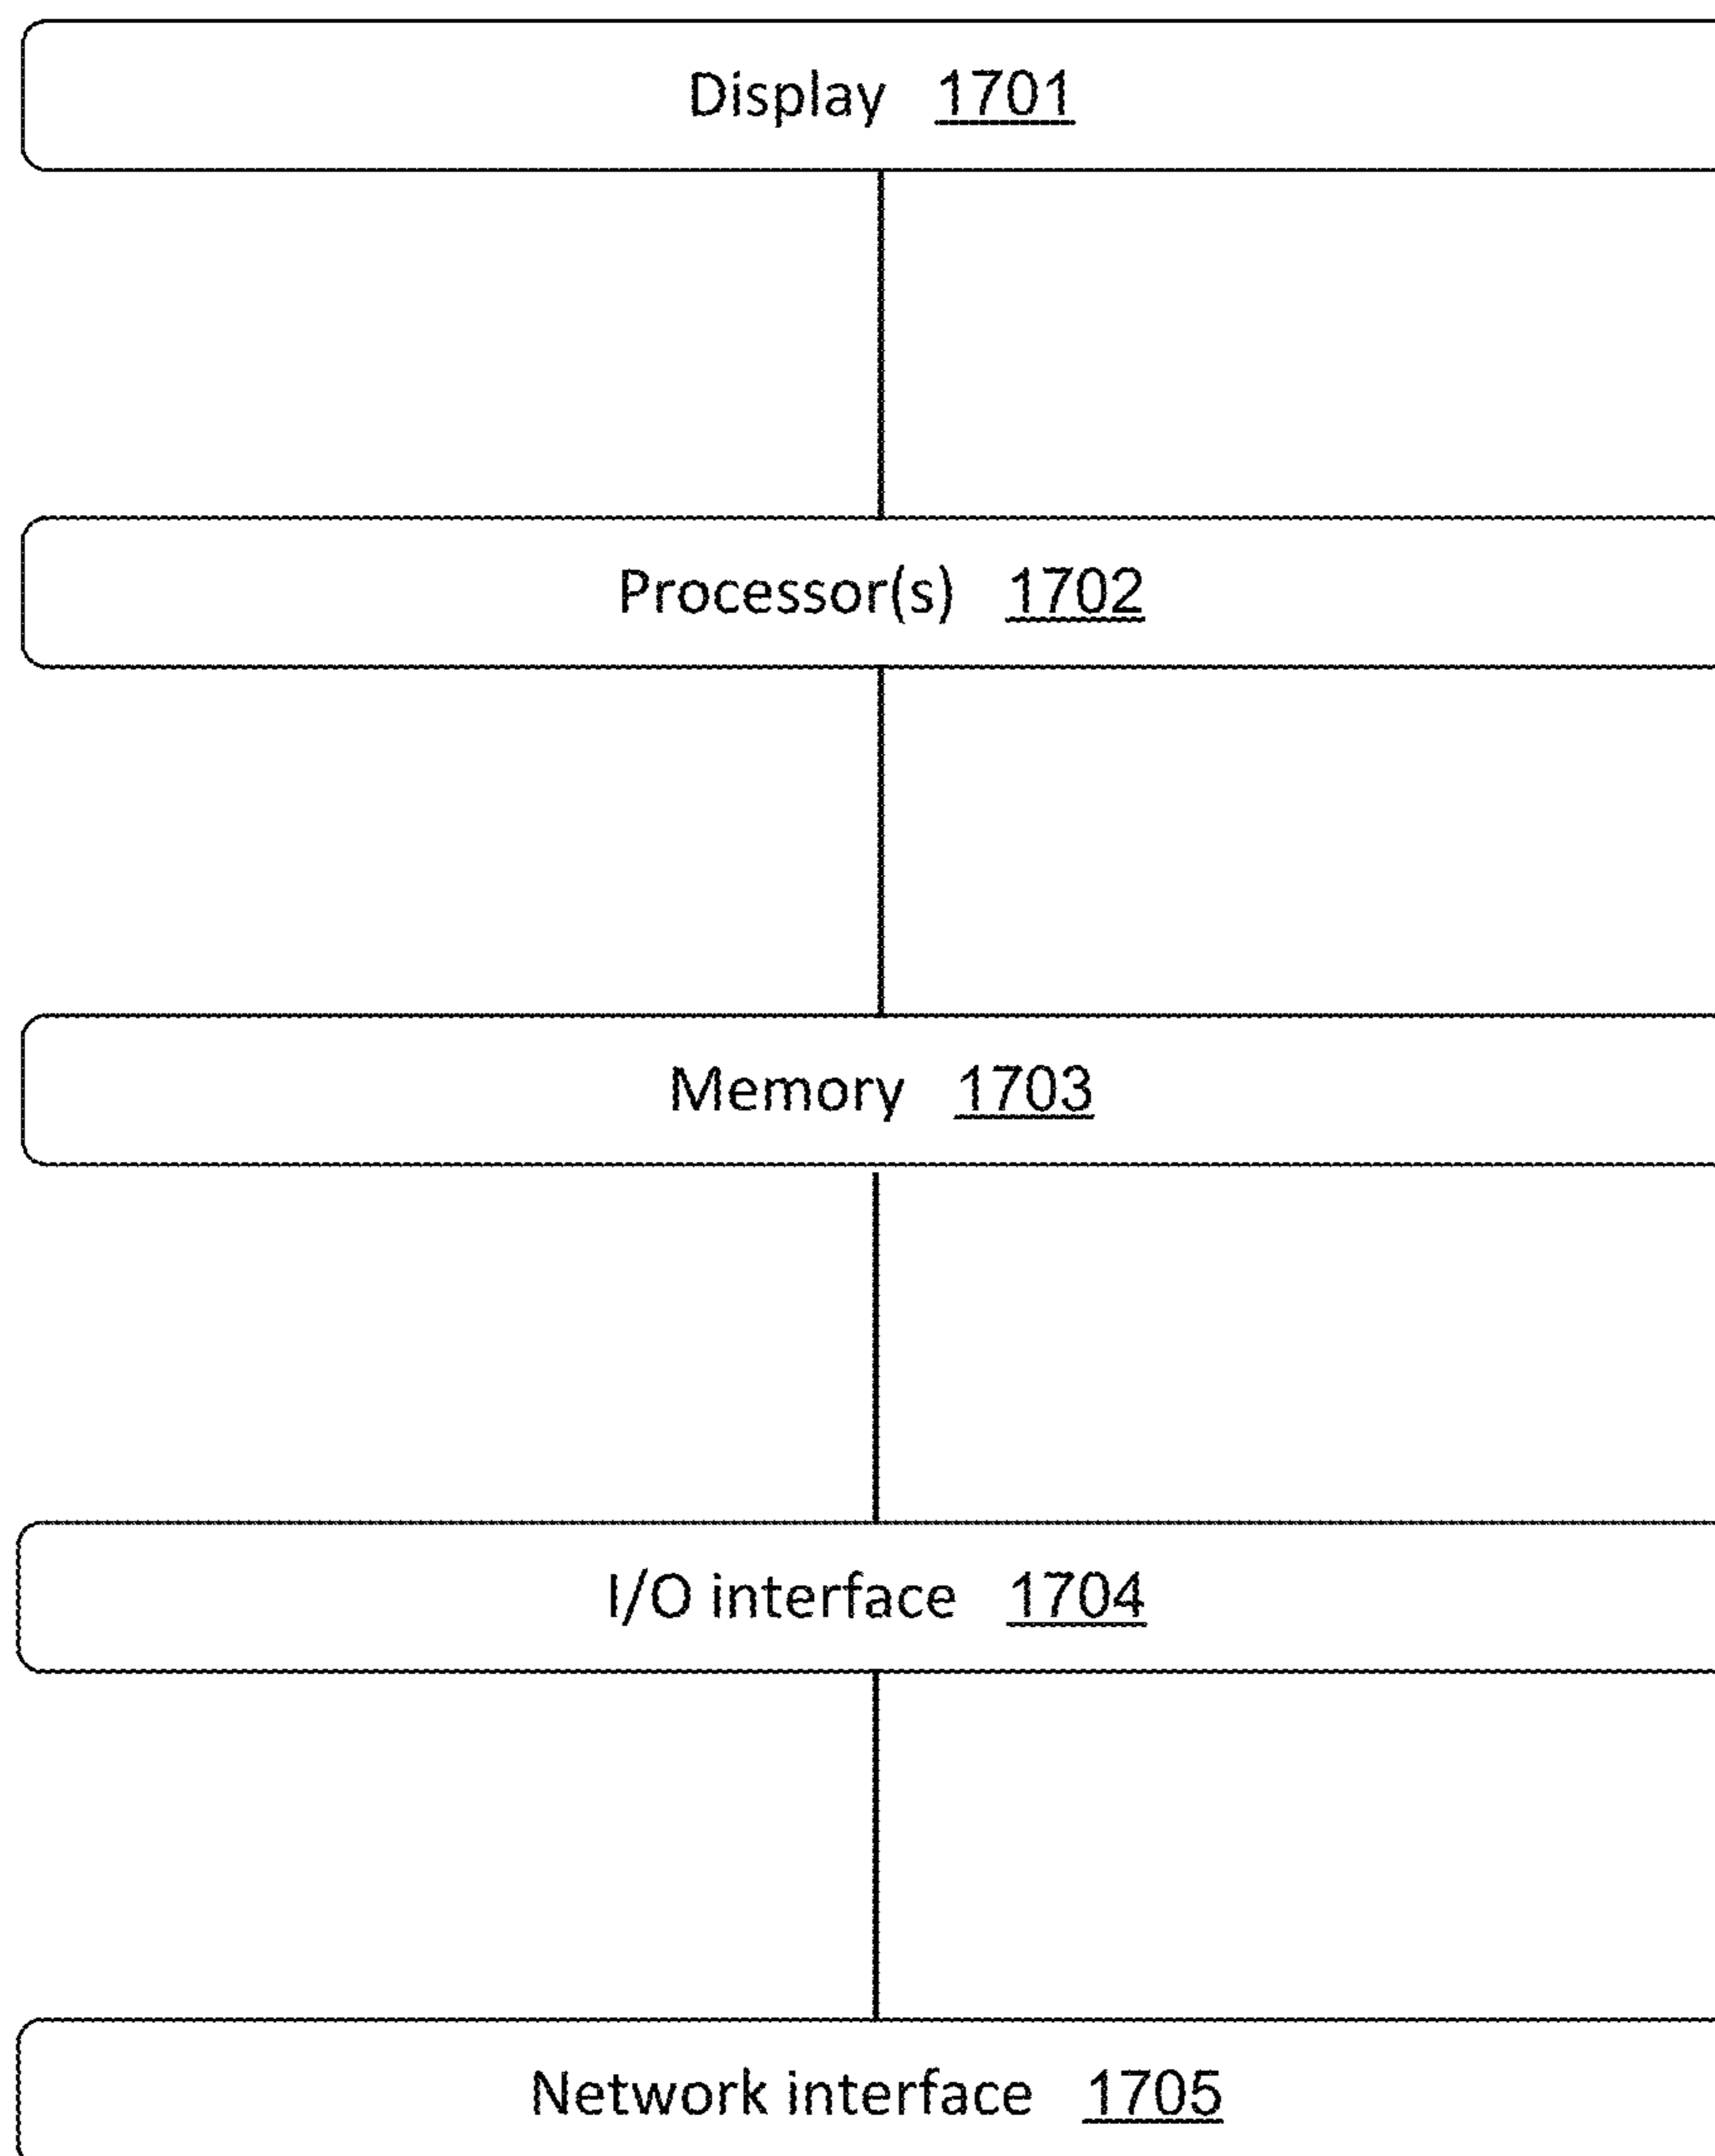 Display 1701
Processor(s) 1702
Memory 1703
I/O interface 1704
Network interface 1705